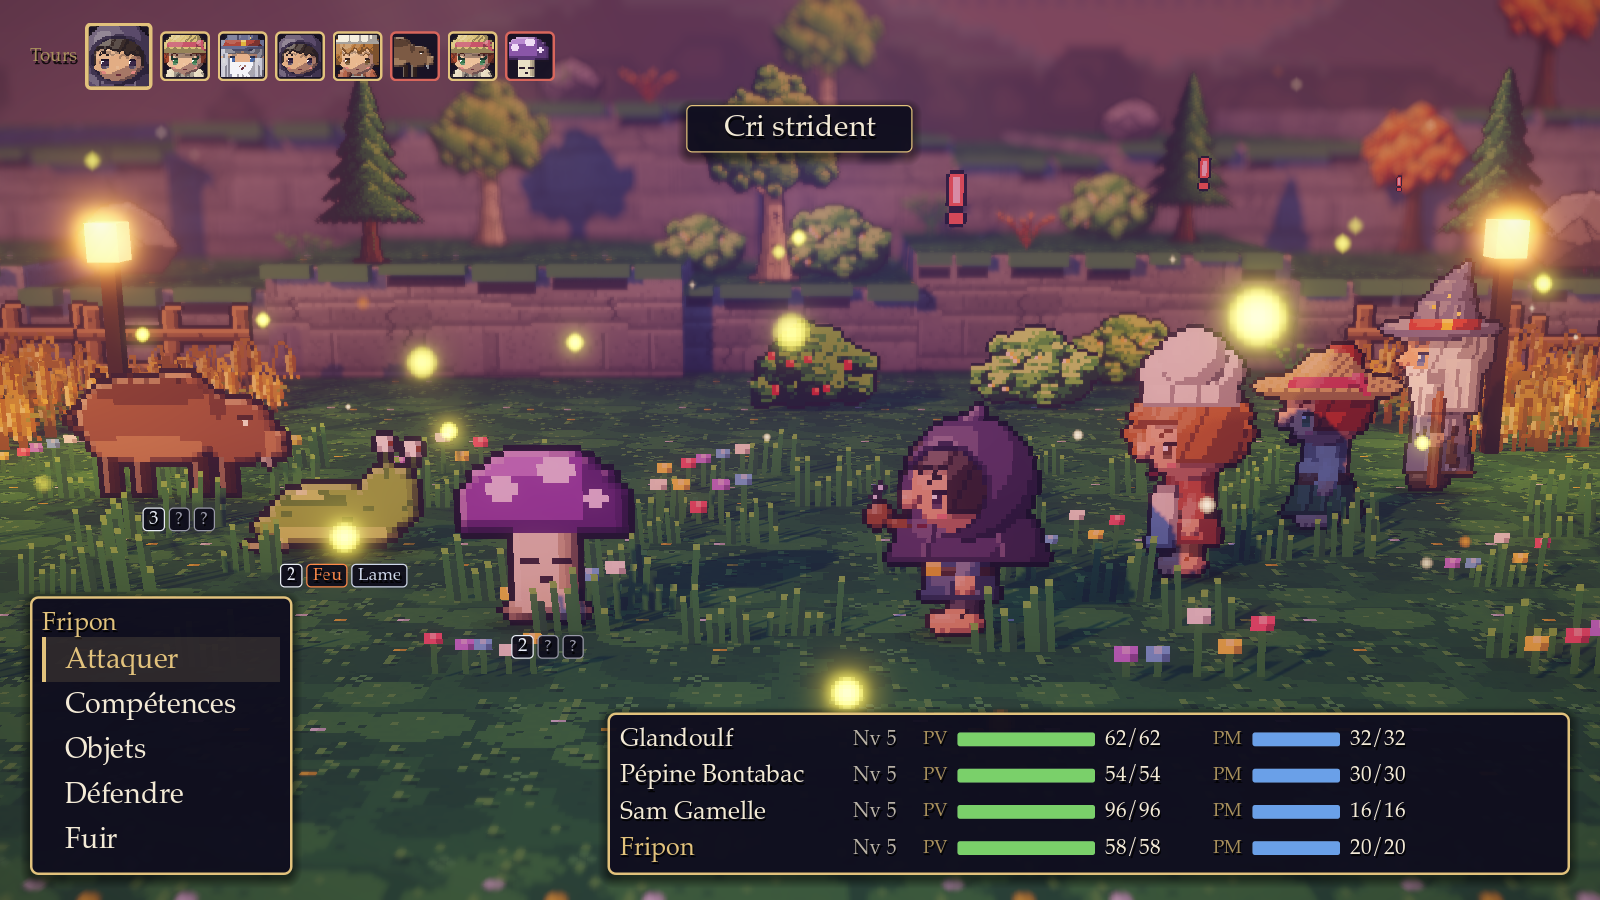 Tours
Cri strident
!
!
!
3 ? ?
2 Feu Lame
2 ? ?
Fripon
Attaquer
Compétences
Objets
Défendre
Fuir
Glandoulf Nv 5 PV 62/62 PM 32/32
Pépine Bontabac Nv 5 PV 54/54 PM 30/30
Sam Gamelle Nv 5 PV 96/96 PM 16/16
Fripon Nv 5 PV 58/58 PM 20/20